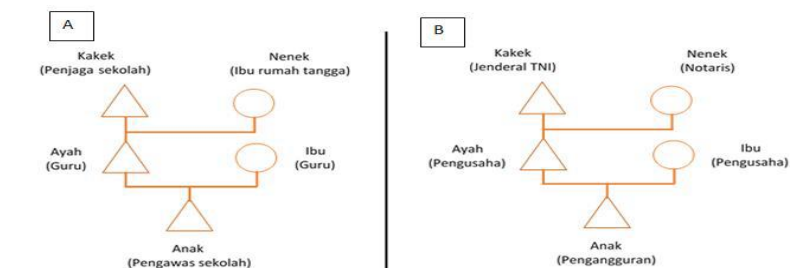 A
Kakek
(Penjaga sekolah)
Nenek
(Ibu rumah tangga)
Ayah
(Guru)
Ibu
(Guru)
Anak
(Pengawas sekolah)
B
Kakek
(Jenderal TNI)
Nenek
(Notaris)
Ayah
(Pengusaha)
Ibu
(Pengusaha)
Anak
(Pengangguran)